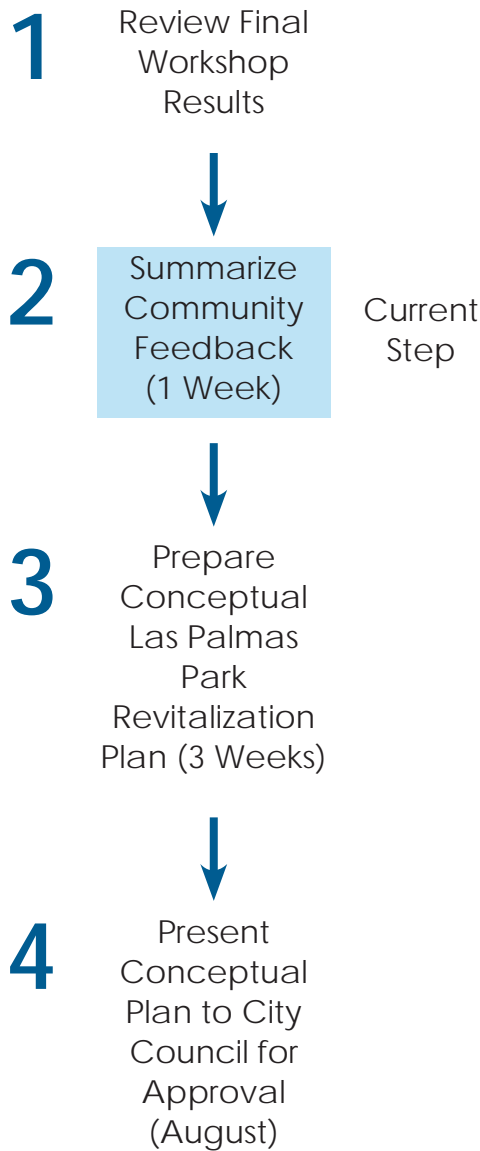 1
Review Final
Workshop
Results
2
Summarize
Community
Feedback
(1 Week)
Current
Step
3
Prepare
Conceptual
Las Palmas
Park
Revitalization
Plan (3 Weeks)
4
Present
Conceptual
Plan to City
Council for
Approval
(August)